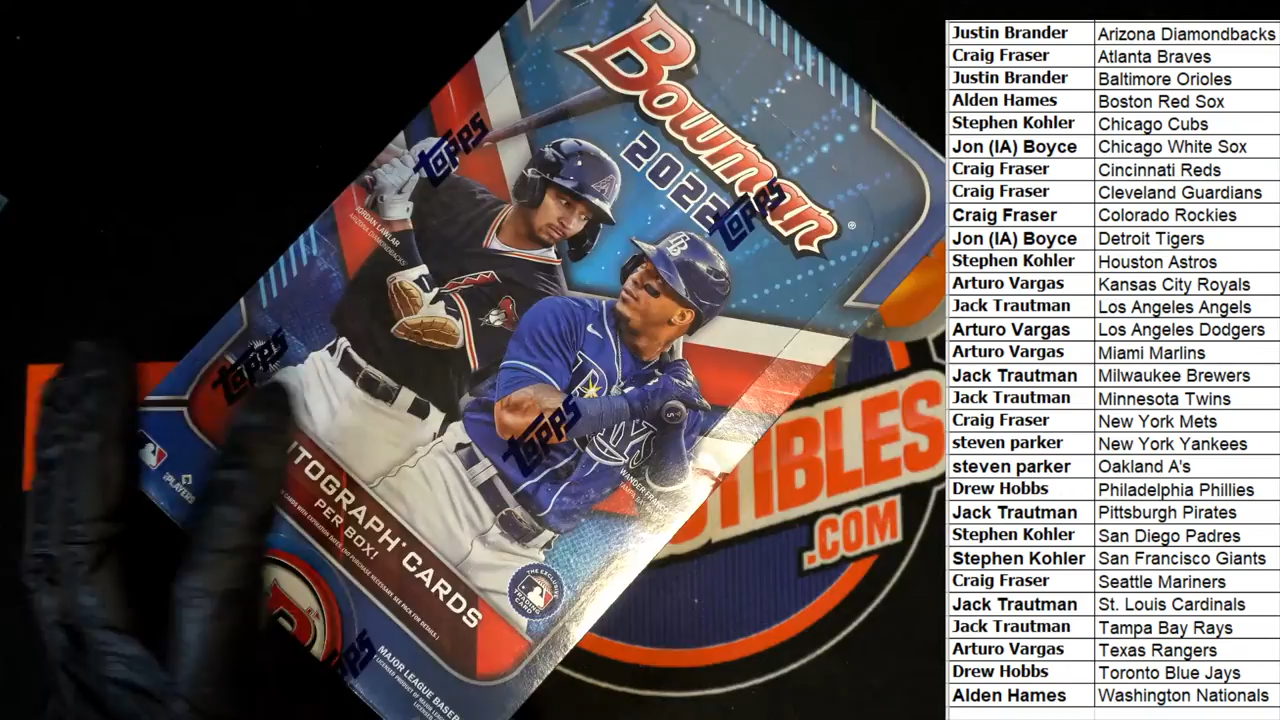 Bowman
2022
®
TOPPS
TOPPS
TOPPS
TOPPS
JORDAN LAWLAR
ARIZONA DIAMONDBACKS
WANDER FRANCO
TAMPA BAY
AUTOGRAPH CARDS
PER BOX!
PLAYERS
THE EXCLUSIVE
TRADING CARD
MAJOR LEAGUE BASEB
TIBLES
.COM
Justin Brander Arizona Diamondbacks
Craig Fraser Atlanta Braves
Justin Brander Baltimore Orioles
Alden Hames Boston Red Sox
Stephen Kohler Chicago Cubs
Jon (IA) Boyce Chicago White Sox
Craig Fraser Cincinnati Reds
Craig Fraser Cleveland Guardians
Craig Fraser Colorado Rockies
Jon (IA) Boyce Detroit Tigers
Stephen Kohler Houston Astros
Arturo Vargas Kansas City Royals
Jack Trautman Los Angeles Angels
Arturo Vargas Los Angeles Dodgers
Arturo Vargas Miami Marlins
Jack Trautman Milwaukee Brewers
Jack Trautman Minnesota Twins
Craig Fraser New York Mets
steven parker New York Yankees
steven parker Oakland A's
Drew Hobbs Philadelphia Phillies
Jack Trautman Pittsburgh Pirates
Stephen Kohler San Diego Padres
Stephen Kohler San Francisco Giants
Craig Fraser Seattle Mariners
Jack Trautman St. Louis Cardinals
Jack Trautman Tampa Bay Rays
Arturo Vargas Texas Rangers
Drew Hobbs Toronto Blue Jays
Alden Hames Washington Nationals